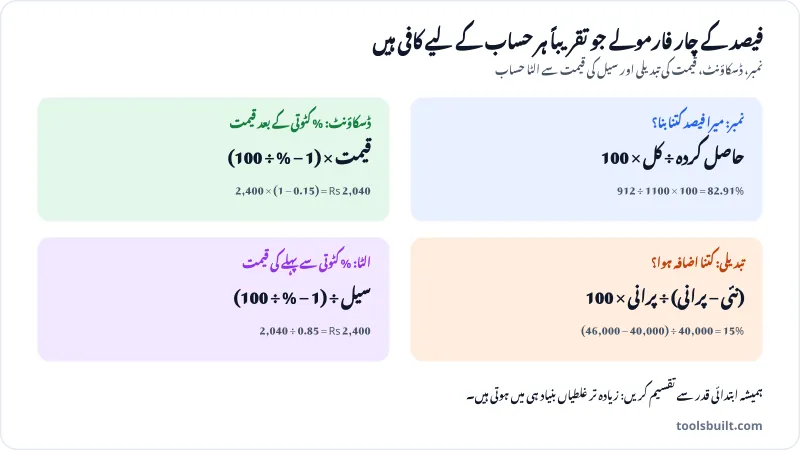 فیصد کے چار فارمولے جو تقریباً ہر حساب کے لیے کافی ہیں
نمبر، ڈسکاؤنٹ، قیمت کی تبدیلی اور سیل کی قیمت سے الٹا حساب
نمبر: میرا فیصد کتنا بنا؟
حاصل کردہ ÷ کل × 100
912 ÷ 1100 × 100 = 82.91%
ڈسکاؤنٹ: % کٹوتی کے بعد قیمت
قیمت × (1 − % ÷ 100)
2,400 × (1 − 0.15) = Rs 2,040
تبدیلی: کتنا اضافہ ہوا؟
(نئی − پرانی) ÷ پرانی × 100
(46,000 − 40,000) ÷ 40,000 = 15%
الٹا: % کٹوتی سے پہلے کی قیمت
سیل ÷ (1 − % ÷ 100)
2,040 ÷ 0.85 = Rs 2,400
ہمیشہ ابتدائی قدر سے تقسیم کریں: زیادہ تر غلطیاں بنیاد ہی میں ہوتی ہیں۔
toolsbuilt.com